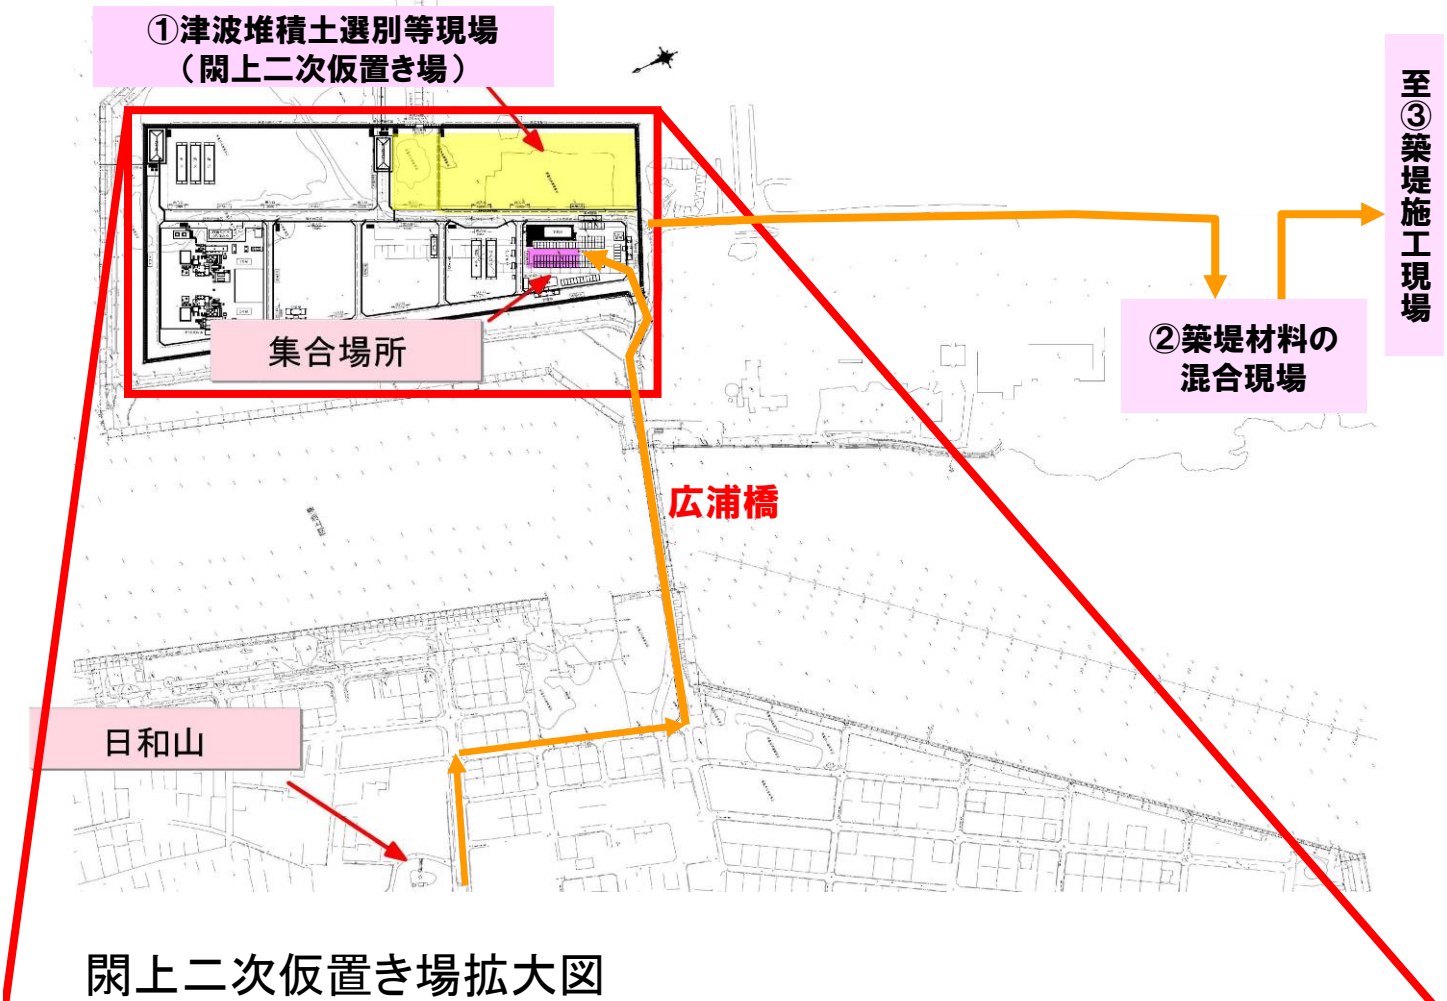 ①津波堆積土選別等現場
（閖上二次仮置き場）
至③築堤施工現場
集合場所
②築堤材料の
混合現場
広浦橋
日和山
閖上二次仮置き場拡大図